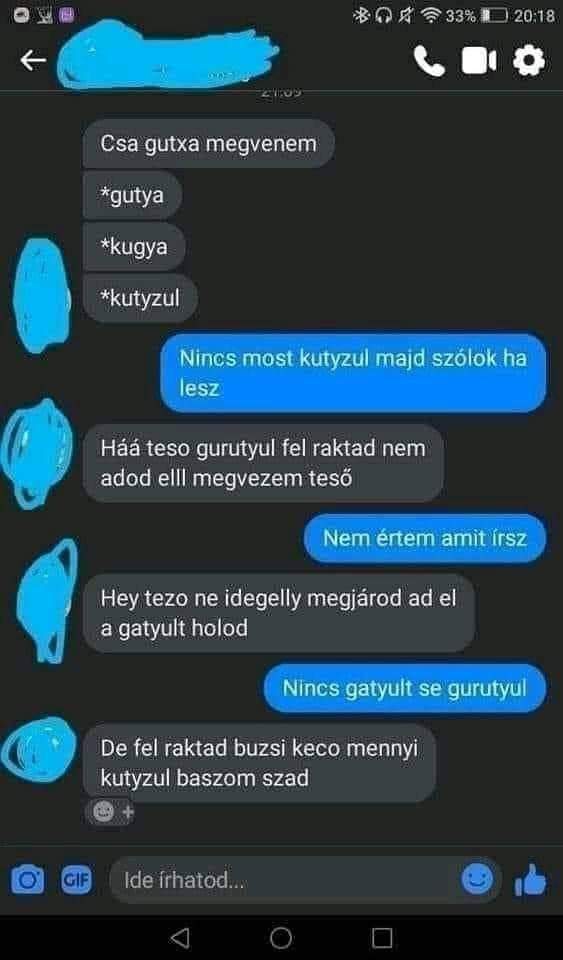 33% 20:18
Csa gutxa megvenem
*gutya
*kugya
*kutyzul
Nincs most kutyzul majd szólok ha
lesz
Háá teso gurutyul fel raktad nem
adod elll megvezem teső
Nem értem amit írsz
Hey tezo ne idegelly megjárod ad el
a gatyult holod
Nincs gatyult se gurutyul
De fel raktad buzsi keco mennyi
kutyzul baszom szad
GIF Ide írhatod...